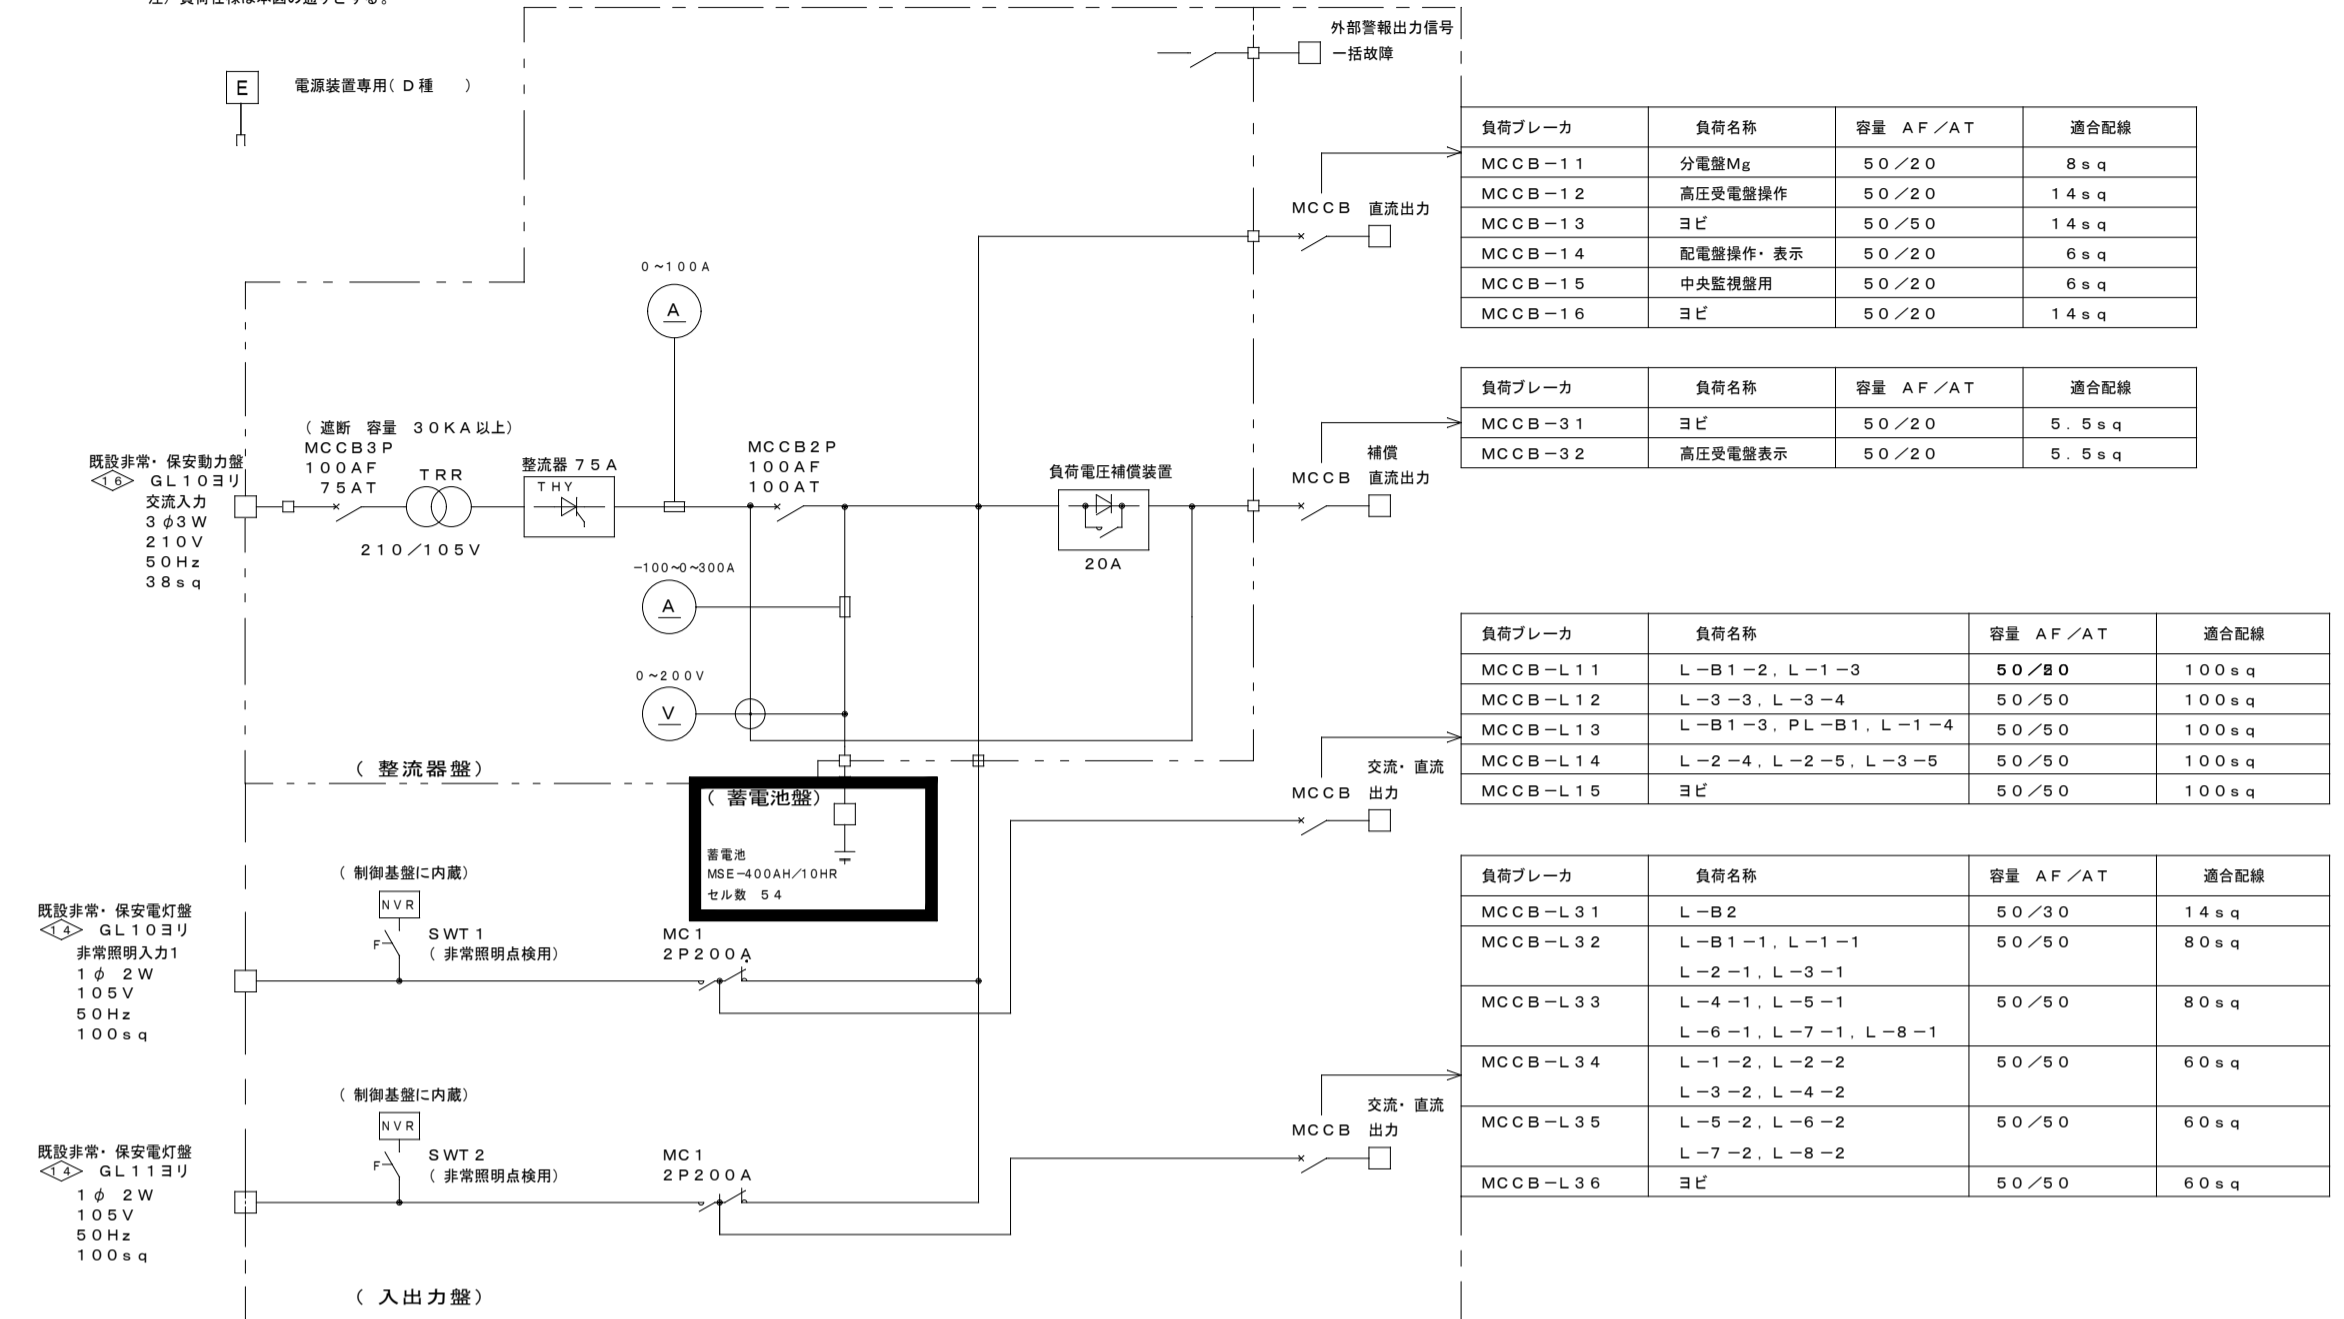 注）負荷仕様は本図の通りとする。
E
電源装置専用( D種　　)
外部警報出力信号
一括故障
負荷ブレーカ　負荷名称　容量　AF／AT　適合配線
MCCB－11　分電盤Mg　50／20　8sq
MCCB－12　高圧受電盤操作　50／20　14sq
MCCB－13　ヨビ　50／50　14sq
MCCB－14　配電盤操作・表示　50／20　6sq
MCCB－15　中央監視盤用　50／20　6sq
MCCB－16　ヨビ　50／20　14sq
MCCB　直流出力
0~100A
A
負荷ブレーカ　負荷名称　容量　AF／AT　適合配線
MCCB－31　ヨビ　50／20　5.5sq
MCCB－32　高圧受電盤表示　50／20　5.5sq
補償
MCCB　直流出力
既設非常・保安動力盤
16　GL10ヨリ
交流入力
3φ3W
210V
50Hz
38sq
( 遮断　容量　30KA以上)
MCCB3P
100AF
75AT
TRR
210／105V
整流器 75A
THY
MCCB2P
100AF
100AT
負荷電圧補償装置
20A
－100~0~300A
A
0~200V
V
( 整流器盤)
( 蓄電池盤)
蓄電池
MSE－400AH／10HR
セル数　54
負荷ブレーカ　負荷名称　容量　AF／AT　適合配線
MCCB－L11　L－B1－2, L－1－3　　100sq
MCCB－L12　L－3－3, L－3－4　50／50　100sq
MCCB－L13　L－B1－3, PL－B1, L－1－4　50／50　100sq
MCCB－L14　L－2－4, L－2－5, L－3－5　50／50　100sq
MCCB－L15　ヨビ　50／50　100sq
交流・直流
MCCB　出力
( 制御基盤に内蔵)
NVR
F
SWT1
( 非常照明点検用)
MC1
2P200A
既設非常・保安電灯盤
14　GL10ヨリ
非常照明入力1
1φ　2W
105V
50Hz
100sq
負荷ブレーカ　負荷名称　容量　AF／AT　適合配線
MCCB－L31　L－B2　50／30　14sq
MCCB－L32　L－B1－1, L－1－1　50／50　80sq
L－2－1, L－3－1
MCCB－L33　L－4－1, L－5－1　50／50　80sq
L－6－1, L－7－1, L－8－1
MCCB－L34　L－1－2, L－2－2　50／50　60sq
L－3－2, L－4－2
MCCB－L35　L－5－2, L－6－2　50／50　60sq
L－7－2, L－8－2
MCCB－L36　ヨビ　50／50　60sq
交流・直流
MCCB　出力
( 制御基盤に内蔵)
NVR
F
SWT2
( 非常照明点検用)
MC1
2P200A
既設非常・保安電灯盤
14　GL11ヨリ
1φ　2W
105V
50Hz
100sq
( 入出力盤)